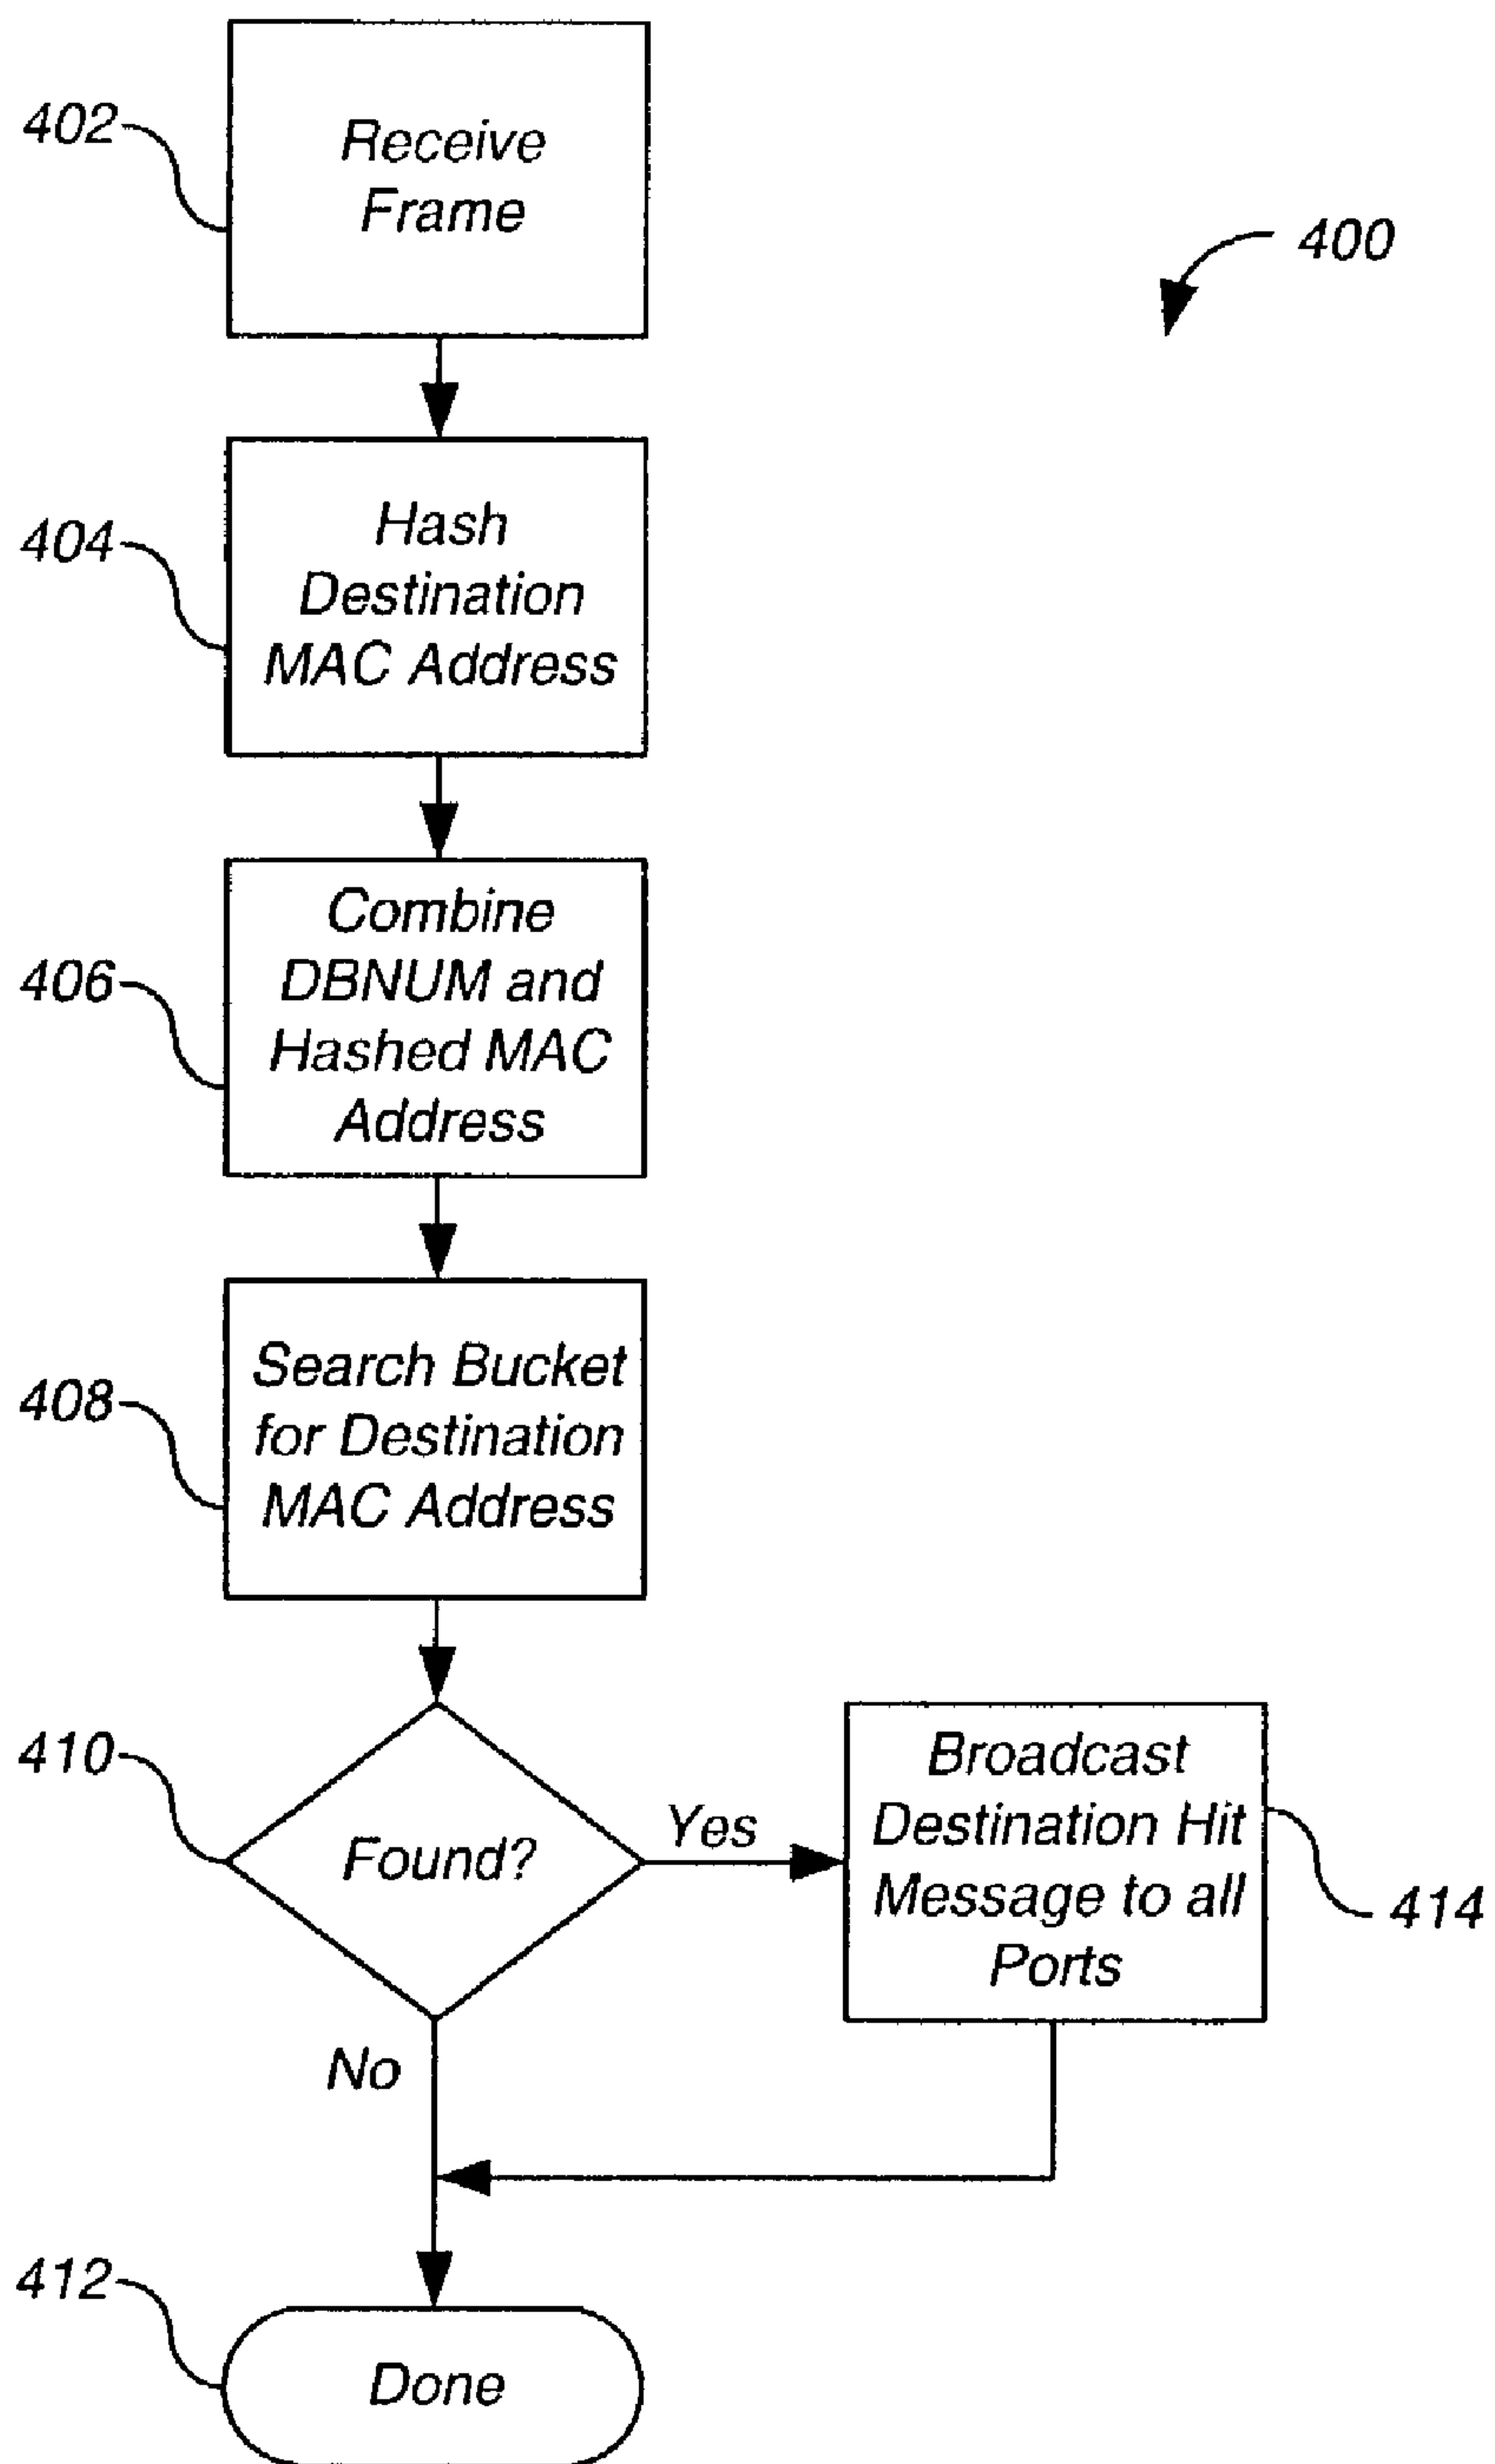 402
Receive
Frame
400
404
Hash
Destination
MAC Address
406
Combine
DBNUM and
Hashed MAC
Address
408
Search Bucket
for Destination
MAC Address
410
Found?
Yes
Broadcast
Destination Hit
Message to all
Ports
414
No
412
Done